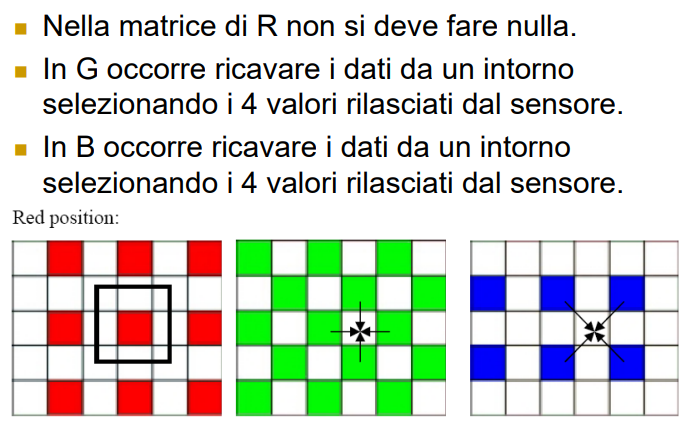 Nella matrice di R non si deve fare nulla.
In G occorre ricavare i dati da un intorno
selezionando i 4 valori rilasciati dal sensore.
In B occorre ricavare i dati da un intorno
selezionando i 4 valori rilasciati dal sensore.
Red position: